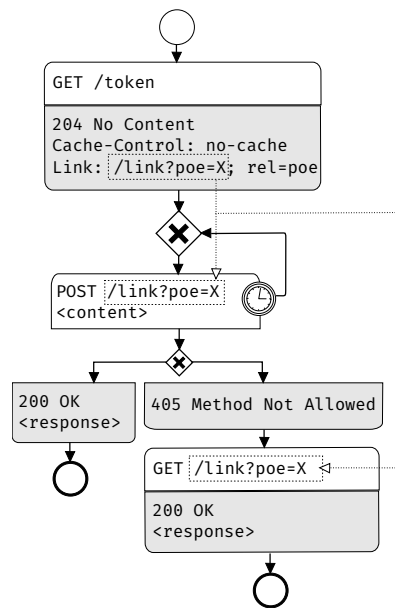 GET /token
204 No Content
Cache-Control: no-cache
Link: /link?poe=X; rel=poe
POST /link?poe=X
<content>
200 OK
<response>
405 Method Not Allowed
GET /link?poe=X
200 OK
<response>